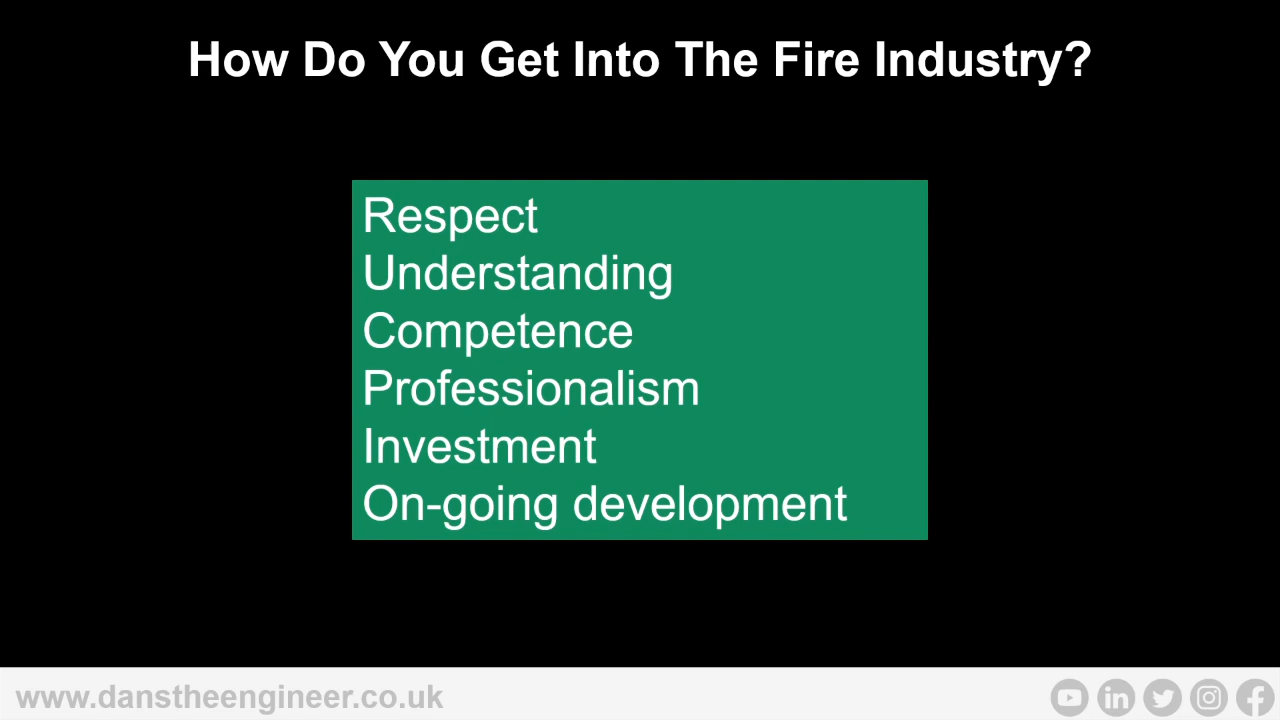 How Do You Get Into The Fire Industry?
Respect
Understanding
Competence
Professionalism
Investment
On-going development
www.danstheengineer.co.uk